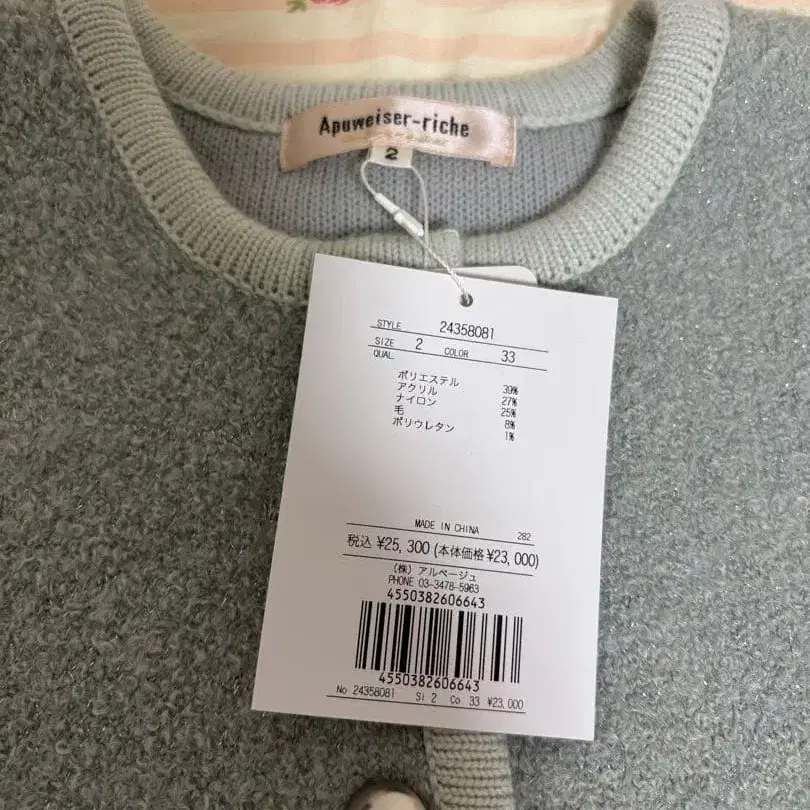 Apuweiser-riche
2
STYLE 24358081
SIZE 2 COLOR 33
QUAL
ポリエステル 39%
アクリル 27%
ナイロン 25%
毛 8%
ポリウレタン 1%
MADE IN CHINA 282
税込 ¥25,300 (本体価格 ¥23,000)
(株) アルページュ
PHONE 03-3478-5963
4550382606643
4550382606643
No 24358081 Si 2 Co 33 ¥23,000